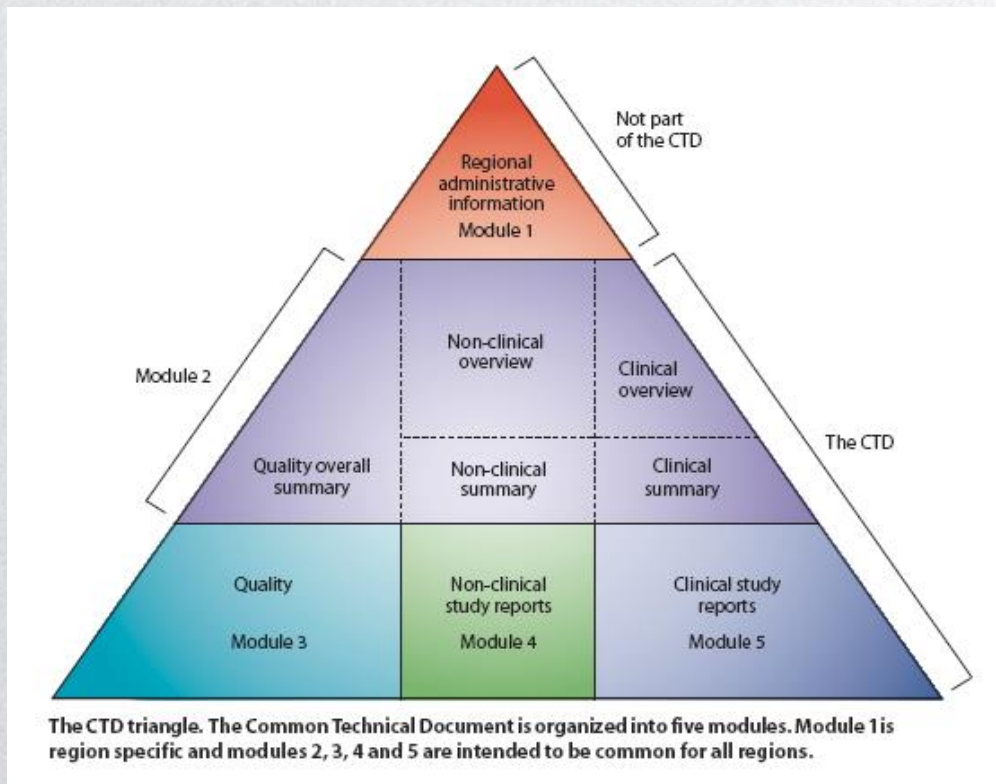 Not part
of the CTD
Regional
administrative
information
Module 1
Module 2
Non-clinical
overview
Clinical
overview
The CTD
Quality overall
summary
Non-clinical
summary
Clinical
summary
Quality
Module 3
Non-clinical
study reports
Module 4
Clinical study
reports
Module 5
The CTD triangle. The Common Technical Document is organized into five modules. Module 1 is
region specific and modules 2, 3, 4 and 5 are intended to be common for all regions.